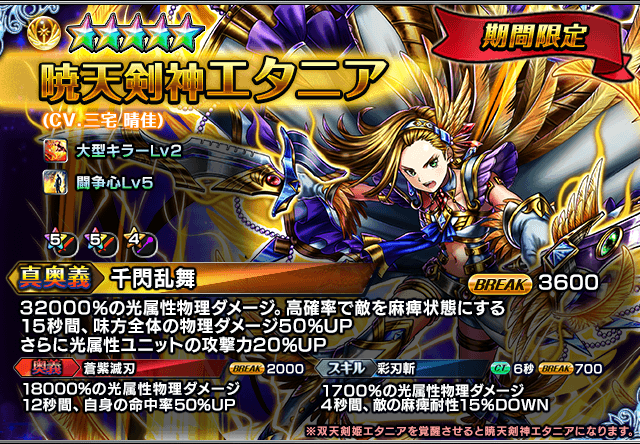 期間限定
暁天剣神エタニア
(CV.三宅 晴佳)
大型キラーLv2
闘争心Lv5
5 5 4
真奥義 千閃乱舞 BREAK 3600
32000%の光属性物理ダメージ。高確率で敵を麻痺状態にする
15秒間、味方全体の物理ダメージ50%UP
さらに光属性ユニットの攻撃力20%UP
奥義 蒼紫滅刃 BREAK 2000
18000%の光属性物理ダメージ
12秒間、自身の命中率50%UP
スキル 彩刃斬 CT 6秒 BREAK 700
1700%の光属性物理ダメージ
4秒間、敵の麻痺耐性15%DOWN
※双天剣姫エタニアを覚醒させると暁天剣神エタニアになります。